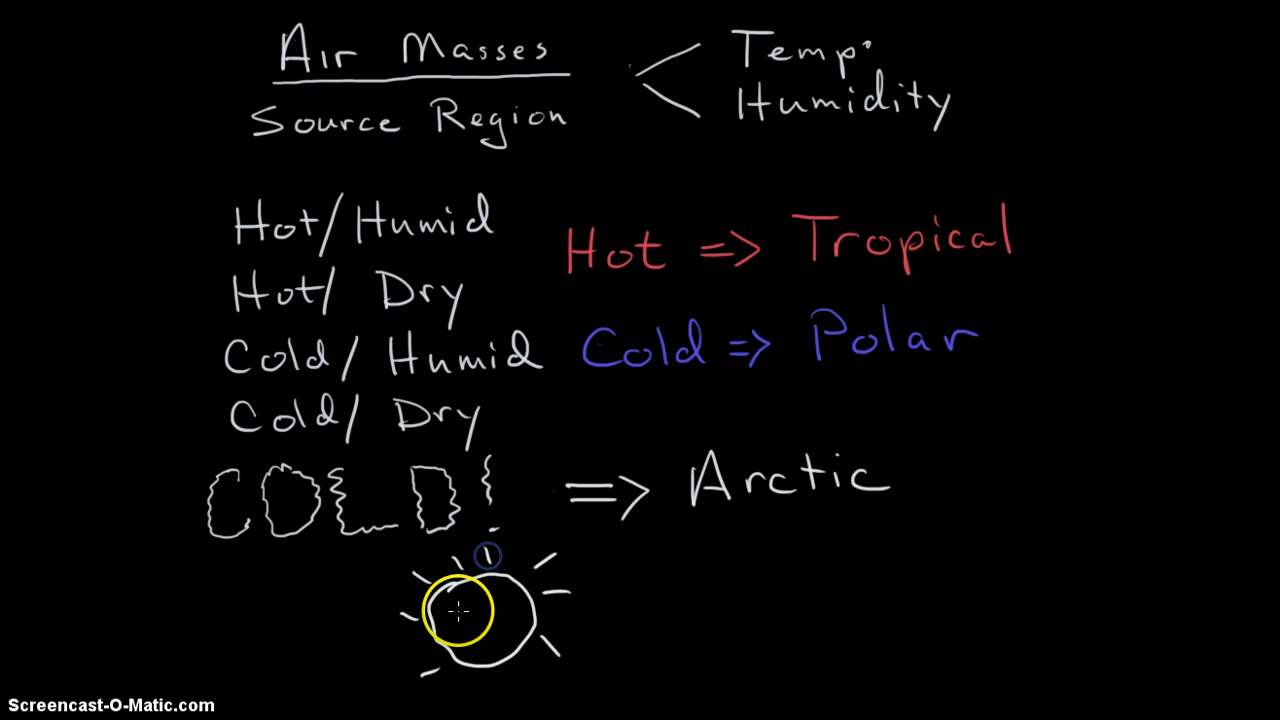 Air Masses
Source Region
Temp.
Humidity
Hot/Humid
Hot/ Dry
Cold/ Humid
Cold/ Dry
Hot => Tropical
Cold => Polar
COLD! => Arctic
Screencast-O-Matic.com